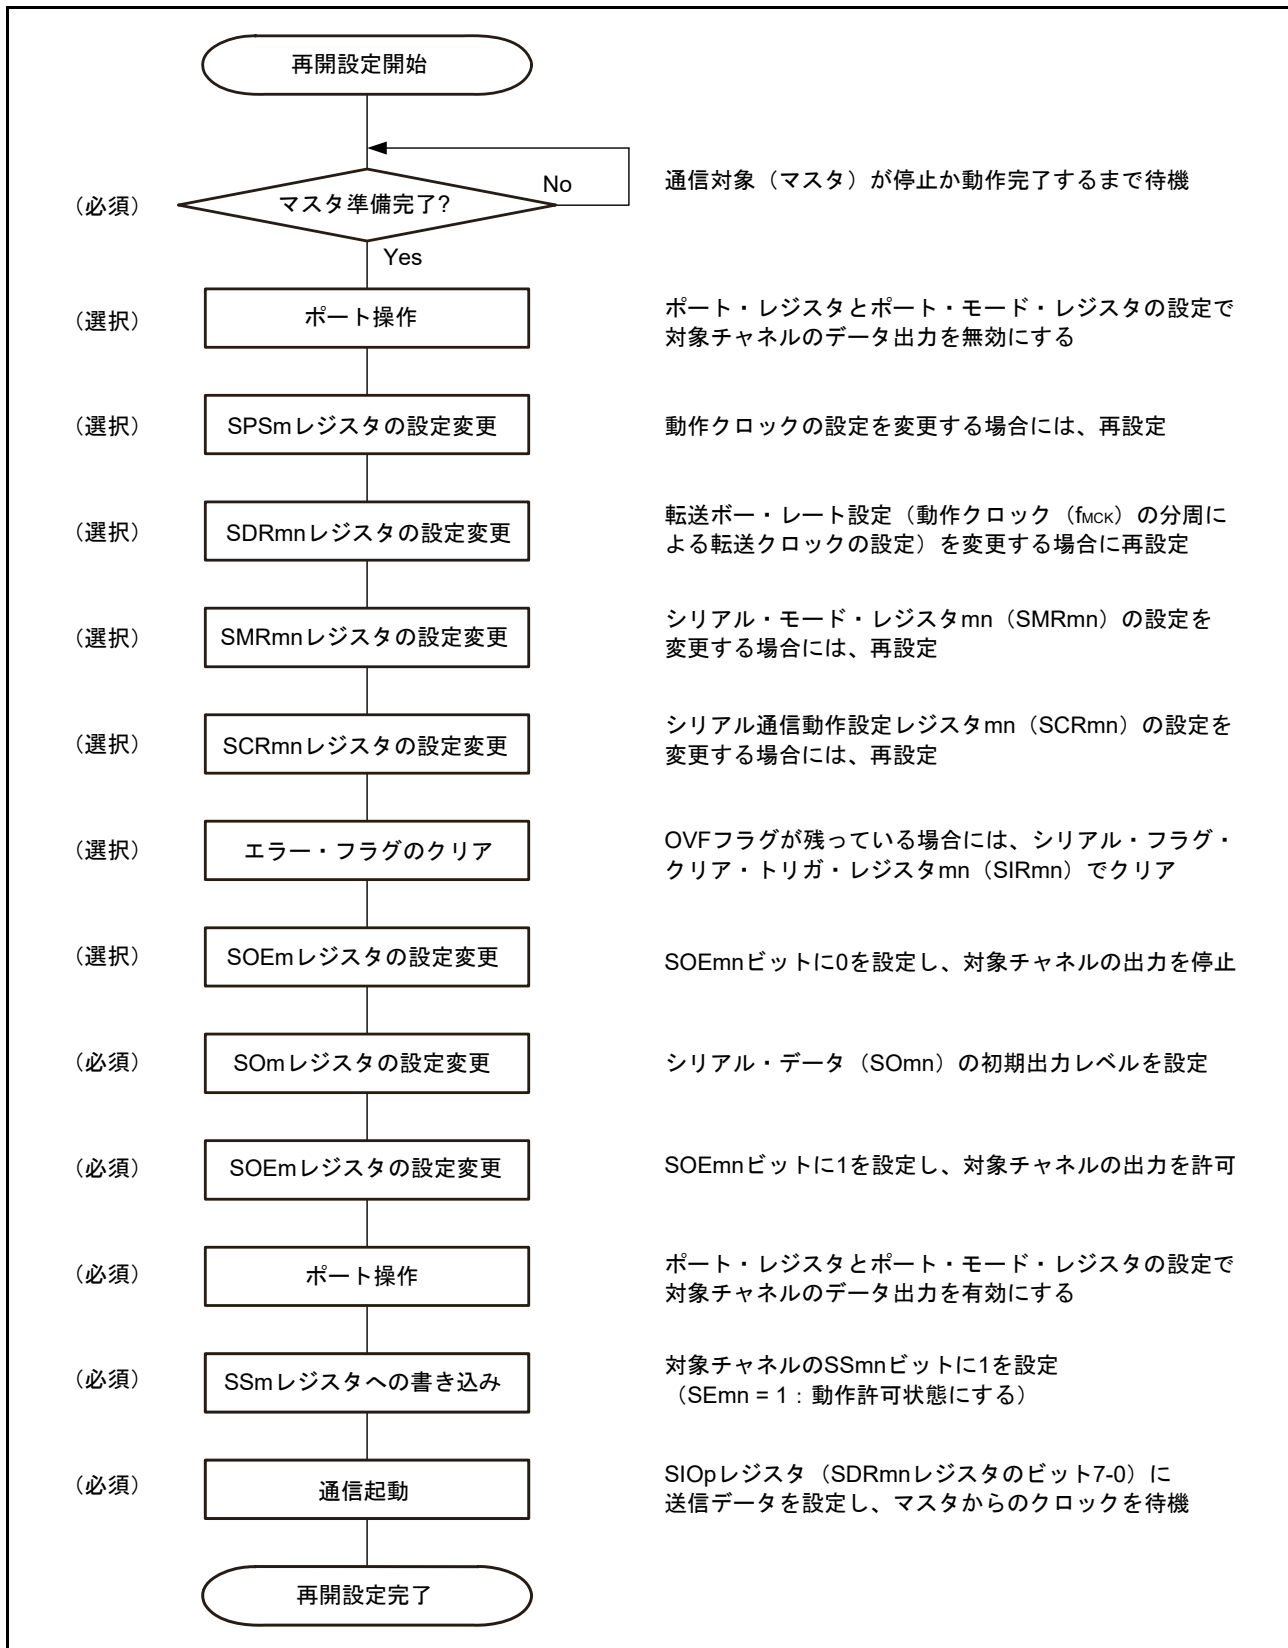 再開設定開始
通信対象（マスタ）が停止か動作完了するまで待機
No
（必須）
マスタ準備完了?
Yes
（選択）
ポート操作
ポート・レジスタとポート・モード・レジスタの設定で
対象チャネルのデータ出力を無効にする
（選択）
SPSmレジスタの設定変更
動作クロックの設定を変更する場合には、再設定
（選択）
SDRmnレジスタの設定変更
転送ボー・レート設定（動作クロック（fMCK）の分周に
よる転送クロックの設定）を変更する場合に再設定
（選択）
SMRmnレジスタの設定変更
シリアル・モード・レジスタmn（SMRmn）の設定を
変更する場合には、再設定
（選択）
SCRmnレジスタの設定変更
シリアル通信動作設定レジスタmn（SCRmn）の設定を
変更する場合には、再設定
（選択）
エラー・フラグのクリア
OVFフラグが残っている場合には、シリアル・フラグ・
クリア・トリガ・レジスタmn（SIRmn）でクリア
（選択）
SOEmレジスタの設定変更
SOEmnビットに0を設定し、対象チャネルの出力を停止
（必須）
SOmレジスタの設定変更
シリアル・データ（SOmn）の初期出力レベルを設定
（必須）
SOEmレジスタの設定変更
SOEmnビットに1を設定し、対象チャネルの出力を許可
（必須）
ポート操作
ポート・レジスタとポート・モード・レジスタの設定で
対象チャネルのデータ出力を有効にする
（必須）
SSmレジスタへの書き込み
対象チャネルのSSmnビットに1を設定
（SEmn = 1：動作許可状態にする）
（必須）
通信起動
SIOpレジスタ（SDRmnレジスタのビット7-0）に
送信データを設定し、マスタからのクロックを待機
再開設定完了